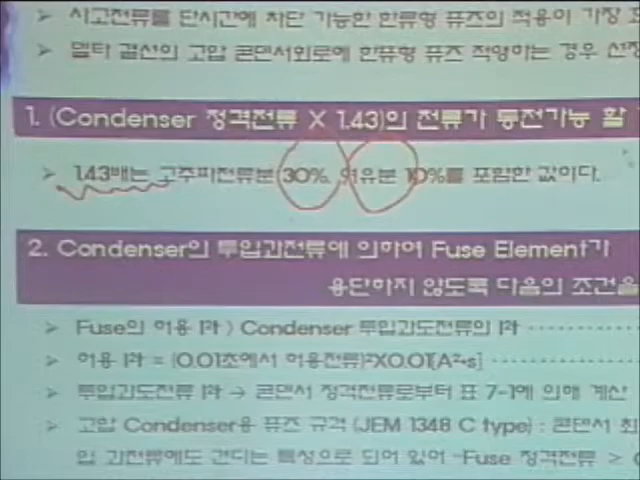 ➢ 사고전류를 단시간에 차단 가능한 한류형 퓨즈의 적용이 가장
➢ 델타 결선의 고압 콘덴서회로에 한류형 퓨즈 적용하는 경우 선정
1. (Condenser 정격전류 X 1.43)의 전류가 통전가능 할
➢ 1.43배는 고주파전류분 30%, 여유분 10%를 포함한 값이다.
2. Condenser의 투입과전류에 의하여 Fuse Element가
용단하지 않도록 다음의 조건을
➢ Fuse의 허용 I²t > Condenser 투입과도전류의 I²t ············
➢ 허용 I²t = (0.01초에서 허용전류)²X0.01[A²·s] ················
➢ 투입과도전류 I²t → 콘덴서 정격전류로부터 표 7-1에 의해 계산
➢ 고압 Condenser용 퓨즈 규격 (JEM 1348 C type) : 콘덴서 최
입 과전류에도 견디는 특성으로 되어 있어 -Fuse 정격전류 ≥